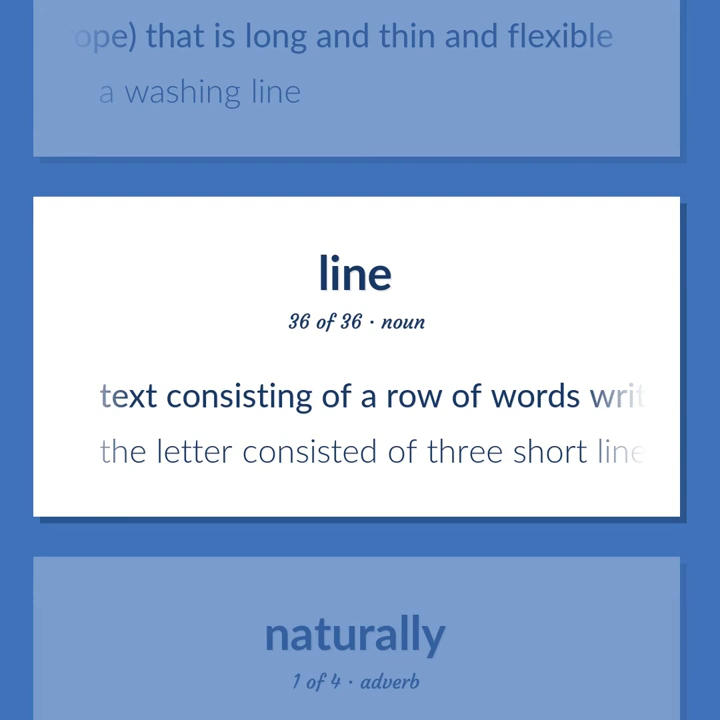 ope) that is long and thin and flexible
a washing line
line
36 of 36 · noun
text consisting of a row of words writ
the letter consisted of three short line
naturally
1 of 4 · adverb